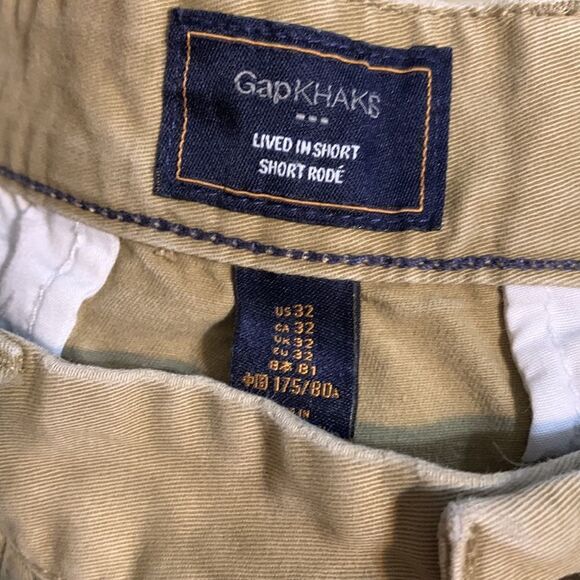 GapKHAKIS
LIVED IN SHORT
SHORT RODÉ
US 32
CA 32
UK 32
EU 32
日本 81
中国 175/80A
IN